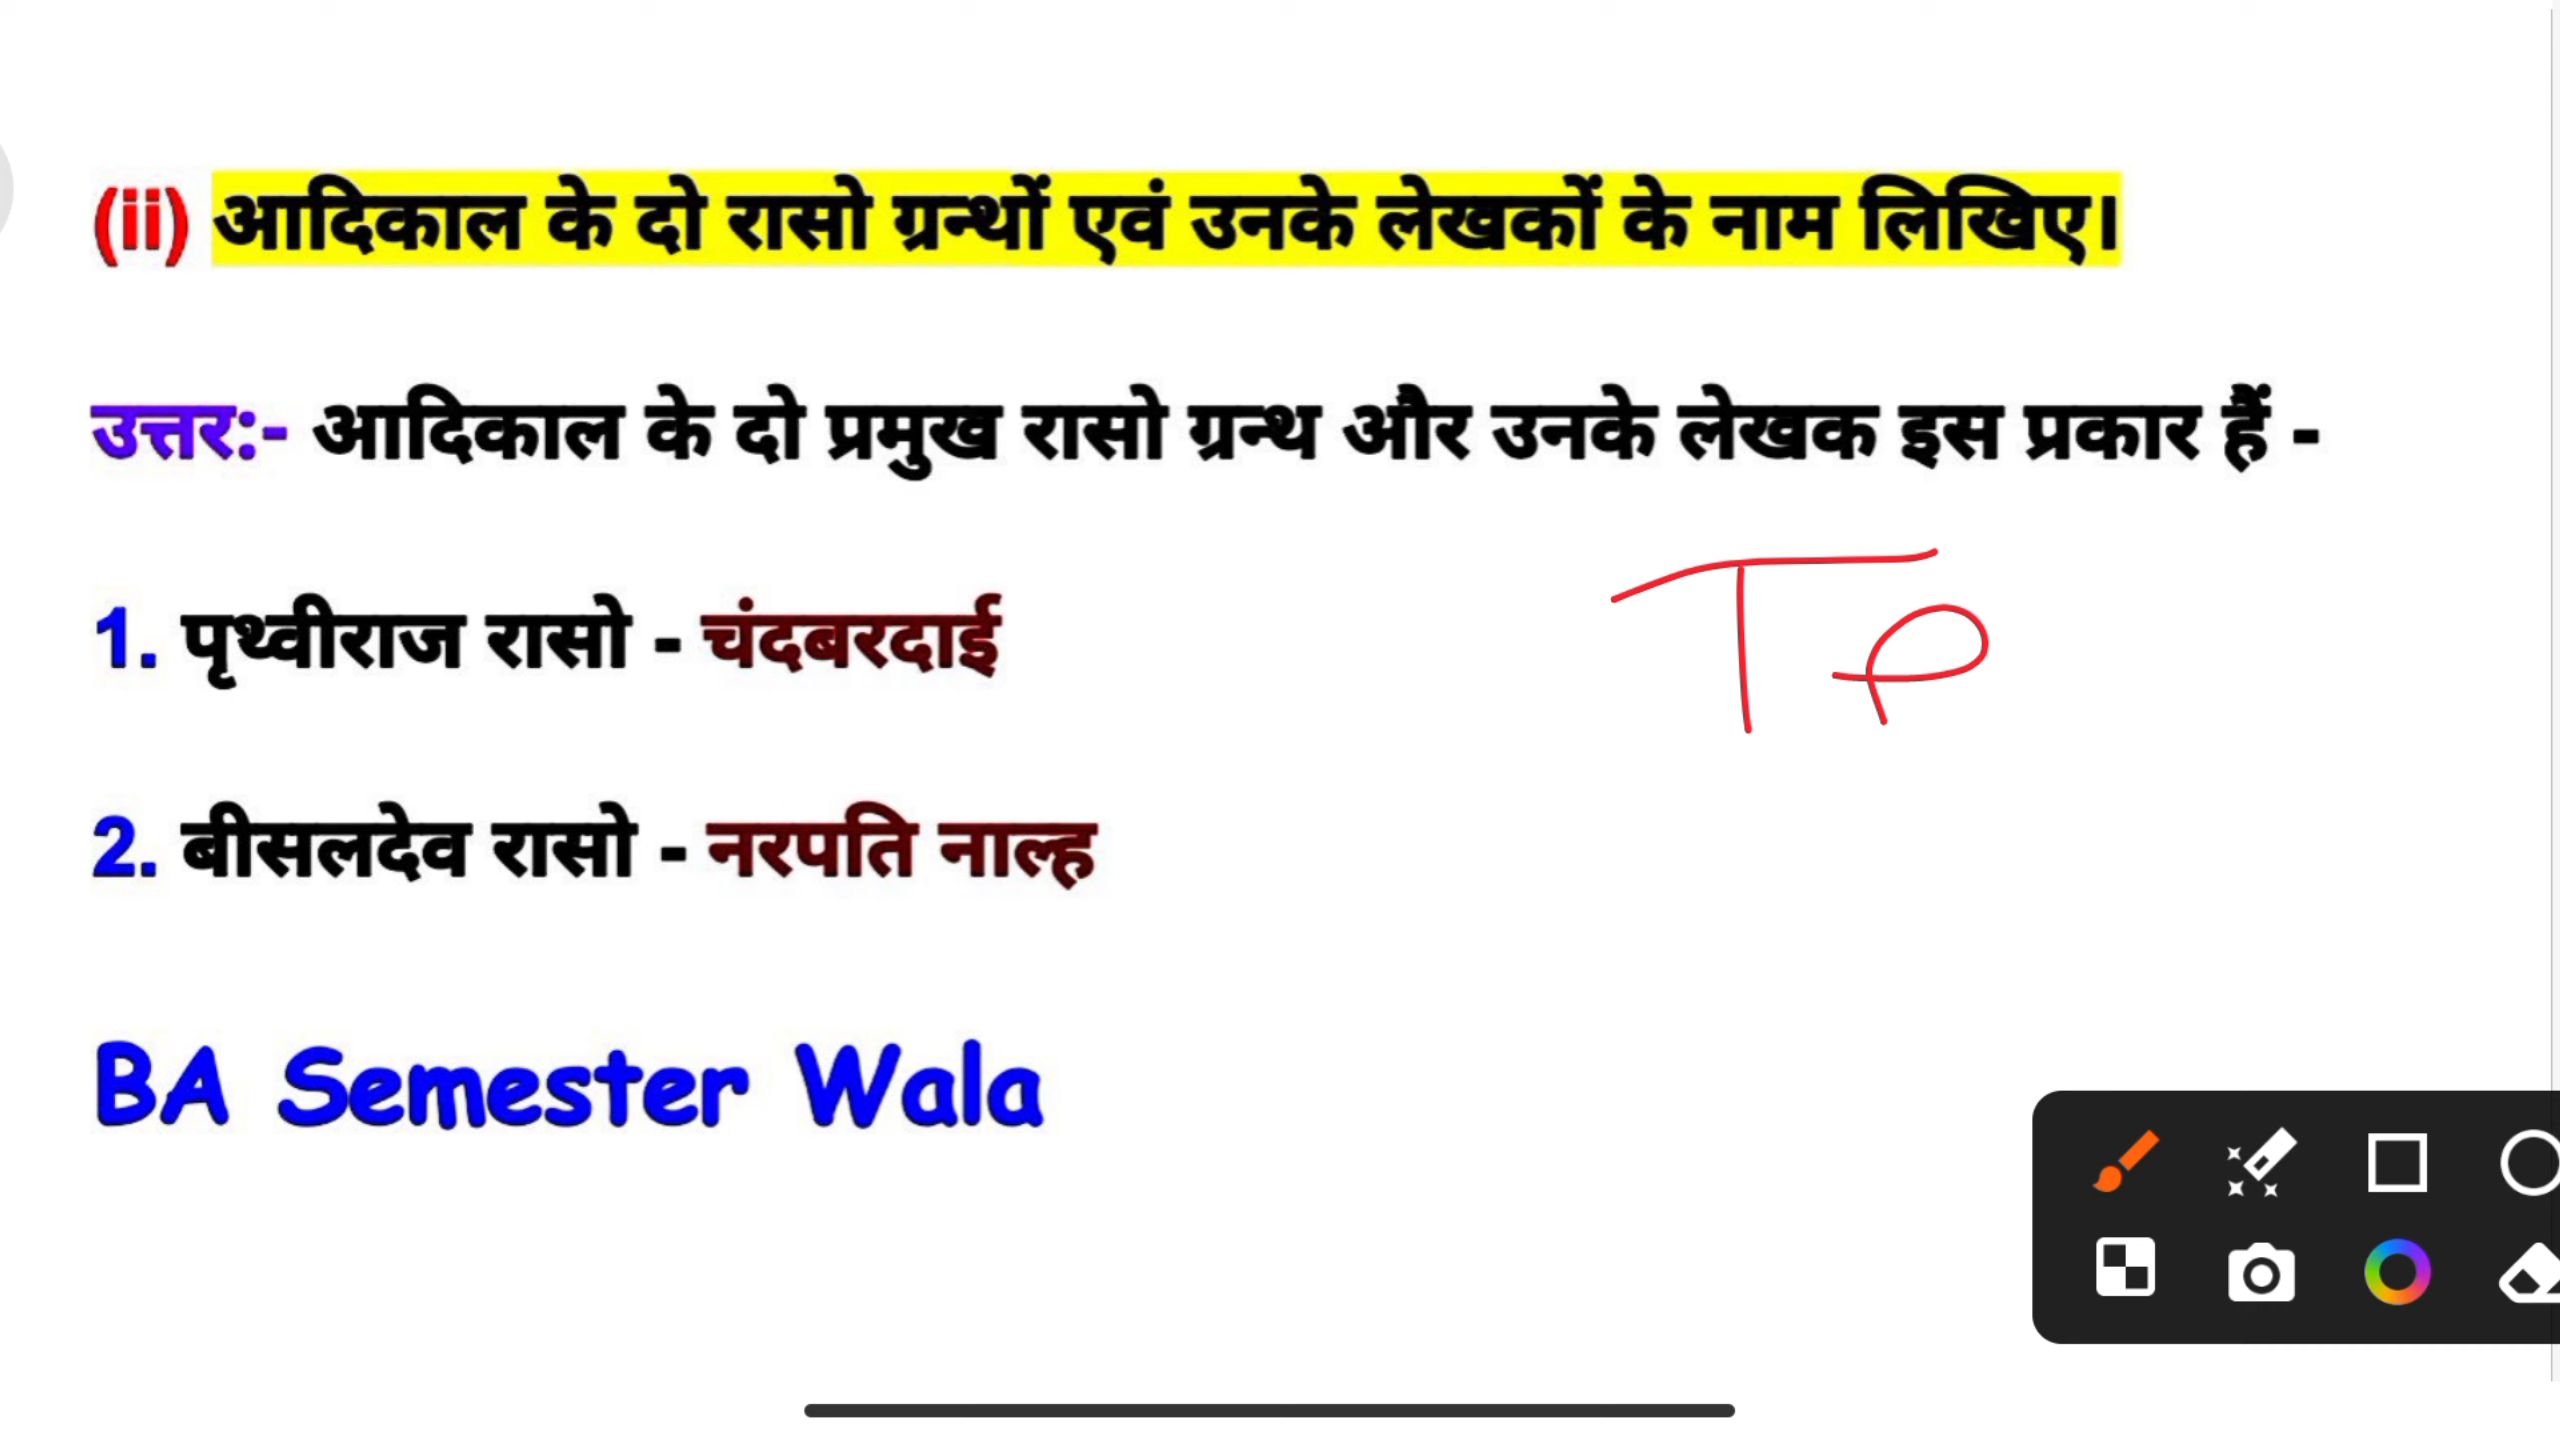 (ii) आदिकाल के दो रासो ग्रन्थों एवं उनके लेखकों के नाम लिखिए।
उत्तर:- आदिकाल के दो प्रमुख रासो ग्रन्थ और उनके लेखक इस प्रकार हैं -
1. पृथ्वीराज रासो - चंदबरदाई
2. बीसलदेव रासो - नरपति नाल्ह
BA Semester Wala